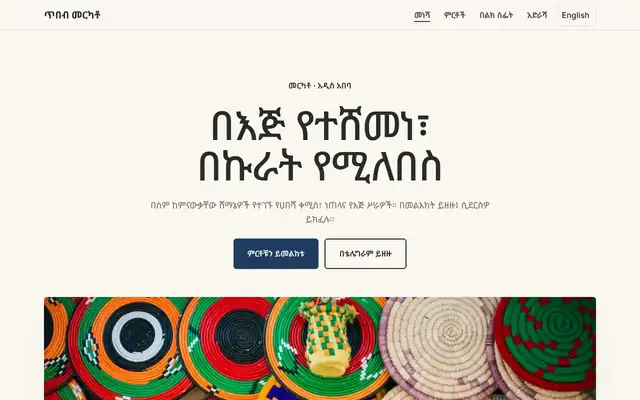 ጥበብ መርካቶ
መነሻ
ምርቶች
በልክ ስፌት
አድራሻ
English
መርካቶ · አዲስ አበባ
በእጅ የተሸመነ፣
በኩራት የሚለበስ
በስም ከምናውቃቸው ሸማኔዎች የተገኙ የሀበሻ ቀሚስ፣ ነጠላና የእጅ ሥራዎች። በመልእክት ይዘዙ፤ ሲደርስዎ
ይክፈሉ።
ምርቶቹን ይመልከቱ
በቴሌግራም ይዘዙ